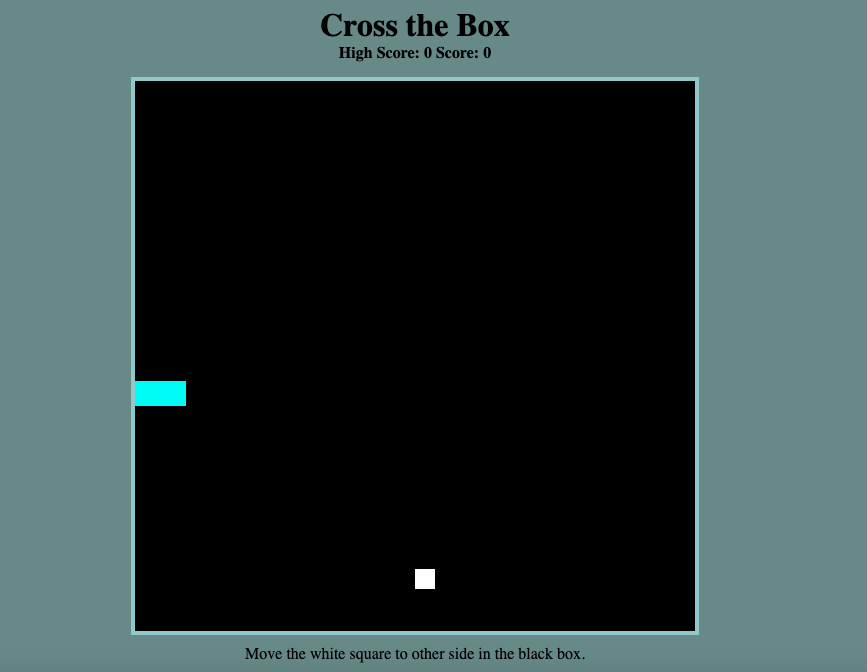 Cross the Box
High Score: 0 Score: 0
Move the white square to other side in the black box.